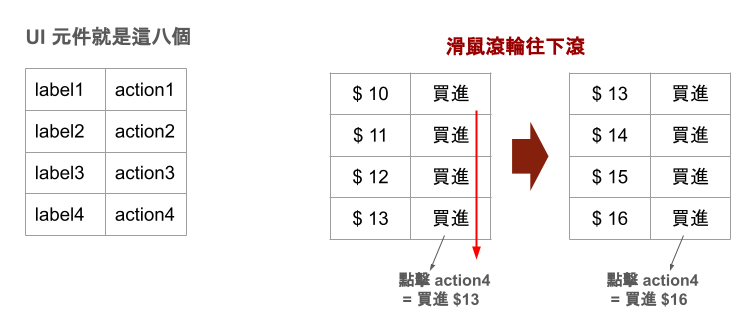 UI 元件就是這八個
label1 action1
label2 action2
label3 action3
label4 action4
滑鼠滾輪往下滾
$ 10 買進
$ 11 買進
$ 12 買進
$ 13 買進
點擊 action4
= 買進 $13
$ 13 買進
$ 14 買進
$ 15 買進
$ 16 買進
點擊 action4
= 買進 $16